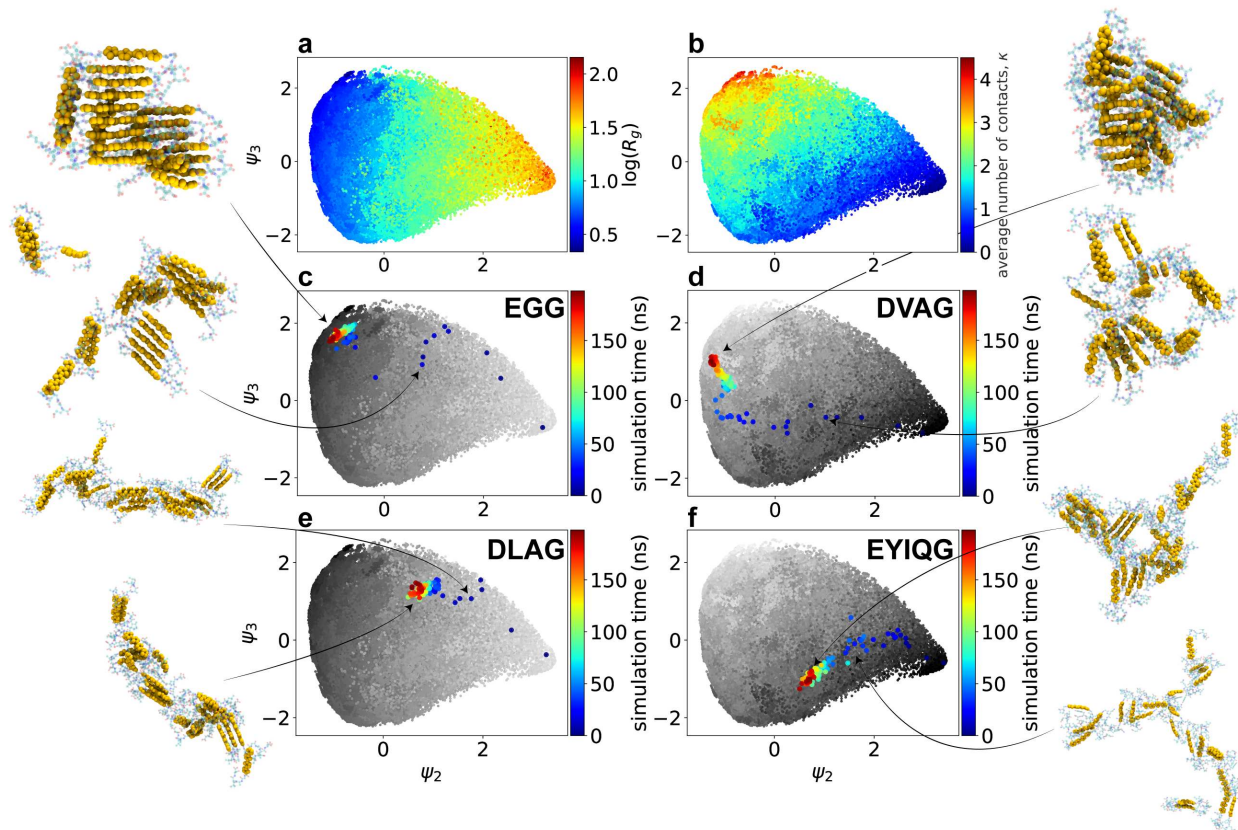 a
b
2
0
−2
ψ3
0
2
2.0
1.5
1.0
0.5
log(Rg)
2
0
−2
0
2
4
3
2
1
0
average number of contacts, κ
c
EGG
2
0
−2
ψ3
0
2
150
100
50
0
simulation time (ns)
d
DVAG
2
0
−2
0
2
150
100
50
0
simulation time (ns)
e
DLAG
2
0
−2
ψ3
0
2
ψ2
150
100
50
0
simulation time (ns)
f
EYIQG
2
0
−2
0
2
ψ2
150
100
50
0
simulation time (ns)